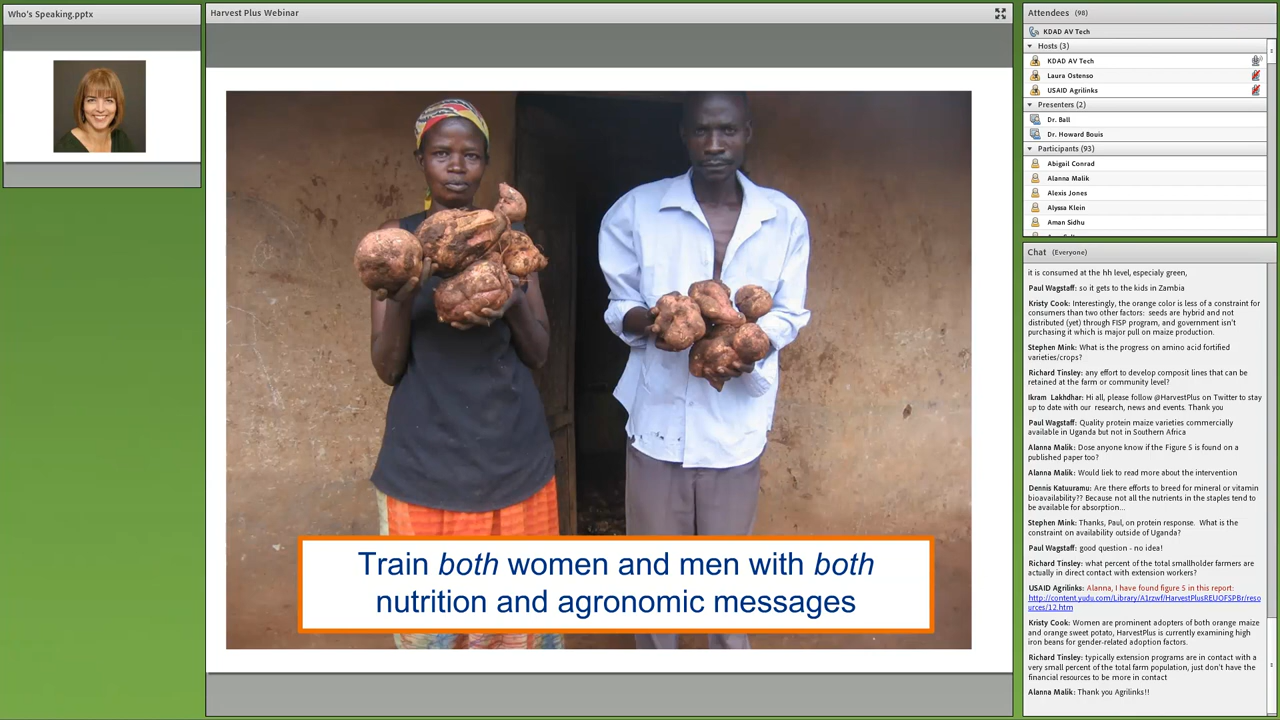 Who's Speaking.pptx
Harvest Plus Webinar
Train both women and men with both
nutrition and agronomic messages
Attendees (98)
KDAD AV Tech
Hosts (3)
KDAD AV Tech
Laura Ostenso
USAID Agrilinks
Presenters (2)
Dr. Ball
Dr. Howard Bouis
Participants (93)
Abigail Conrad
Alanna Malik
Alexis Jones
Alyssa Klein
Aman Sidhu
Chat (Everyone)
it is consumed at the hh level, especialy green,
Paul Wagstaff: so it gets to the kids in Zambia
Kristy Cook: Interestingly, the orange color is less of a constraint for
consumers than two other factors: seeds are hybrid and not
distributed (yet) through FISP program, and government isn't
purchasing it which is major pull on maize production.
Stephen Mink: What is the progress on amino acid fortified
varieties/crops?
Richard Tinsley: any effort to develop composit lines that can be
retained at the farm or community level?
Ikram Lakhdhar: Hi all, please follow @HarvestPlus on Twitter to stay
up to date with our research, news and events. Thank you
Paul Wagstaff: Quality protein maize varieties commercially
available in Uganda but not in Southern Africa
Alanna Malik: Dose anyone know if the Figure 5 is found on a
published paper too?
Alanna Malik: Would liek to read more about the intervention
Dennis Katuuramu: Are there efforts to breed for mineral or vitamin
bioavailability?? Because not all the nutrients in the staples tend to
be available for absorption...
Stephen Mink: Thanks, Paul, on protein response. What is the
constraint on availability outside of Uganda?
Paul Wagstaff: good question - no idea!
Richard Tinsley: what percent of the total smallholder farmers are
actually in direct contact with extension workers?
USAID Agrilinks: Alanna, I have found figure 5 in this report:
http://content.yudu.com/Library/A1rzwf/HarvestPlusREUOFSPBr/reso
urces/12.htm
Kristy Cook: Women are prominent adopters of both orange maize
and orange sweet potato, HarvestPlus is currently examining high
iron beans for gender-related adoption factors.
Richard Tinsley: typically extension programs are in contact with a
very small percent of the total farm population, just don't have the
financial resources to be more in contact
Alanna Malik: Thank you Agrilinks!!